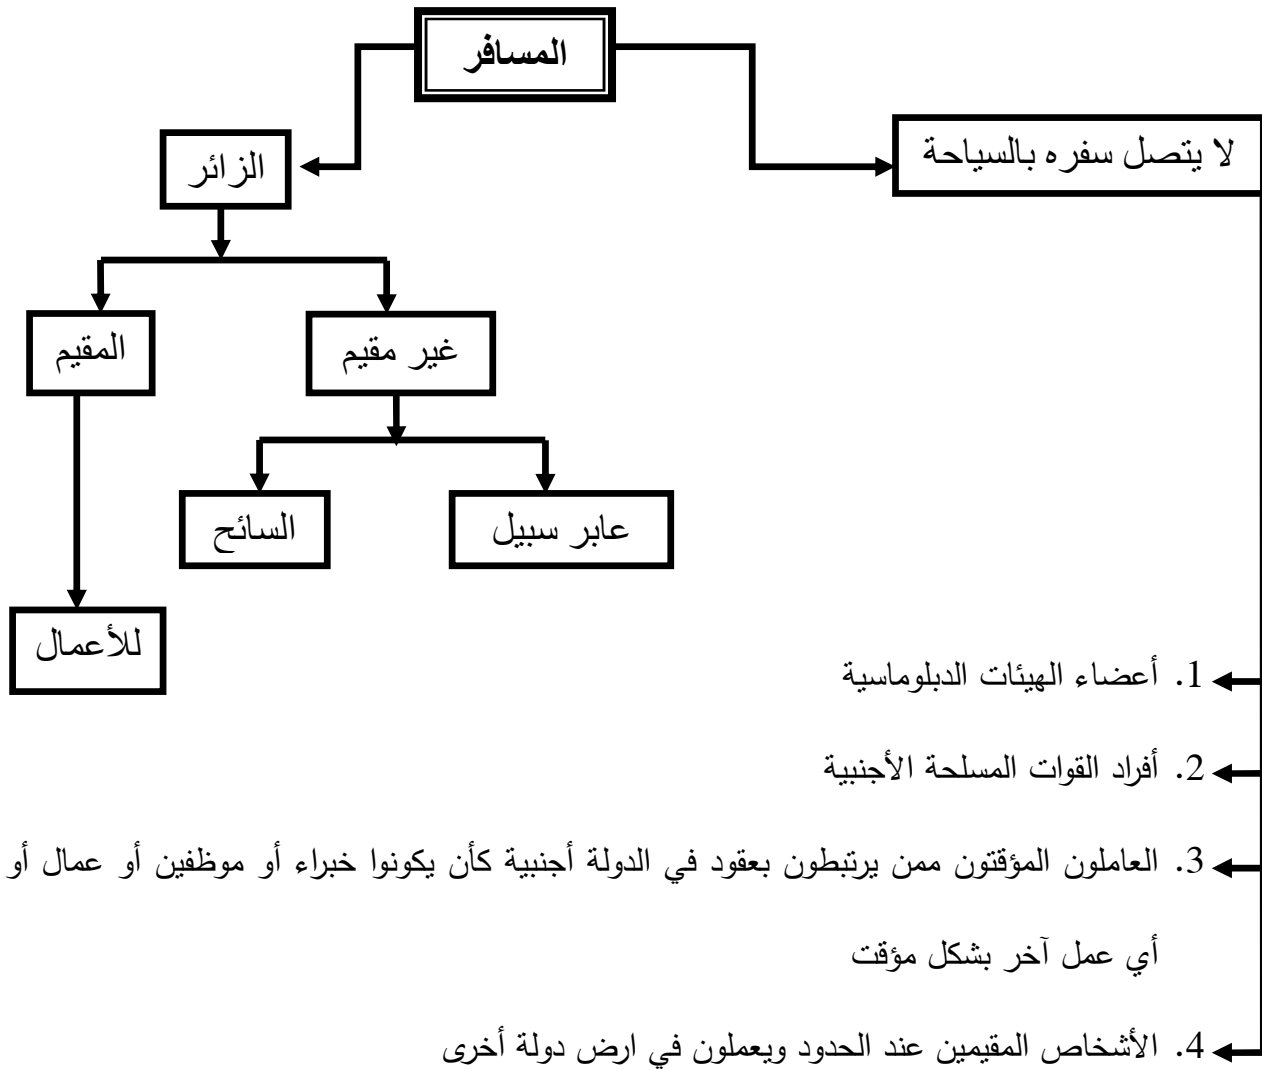 المسافر
لا يتصل سفره بالسياحة
الزائر
غير مقيم
المقيم
عابر سبيل
السائح
للأعمال
1. أعضاء الهيئات الدبلوماسية
2. أفراد القوات المسلحة الأجنبية
3. العاملون المؤقتون ممن يرتبطون بعقود في الدولة أجنبية كأن يكونوا خبراء أو موظفين أو عمال أو
أي عمل آخر بشكل مؤقت
4. الأشخاص المقيمين عند الحدود ويعملون في ارض دولة أخرى